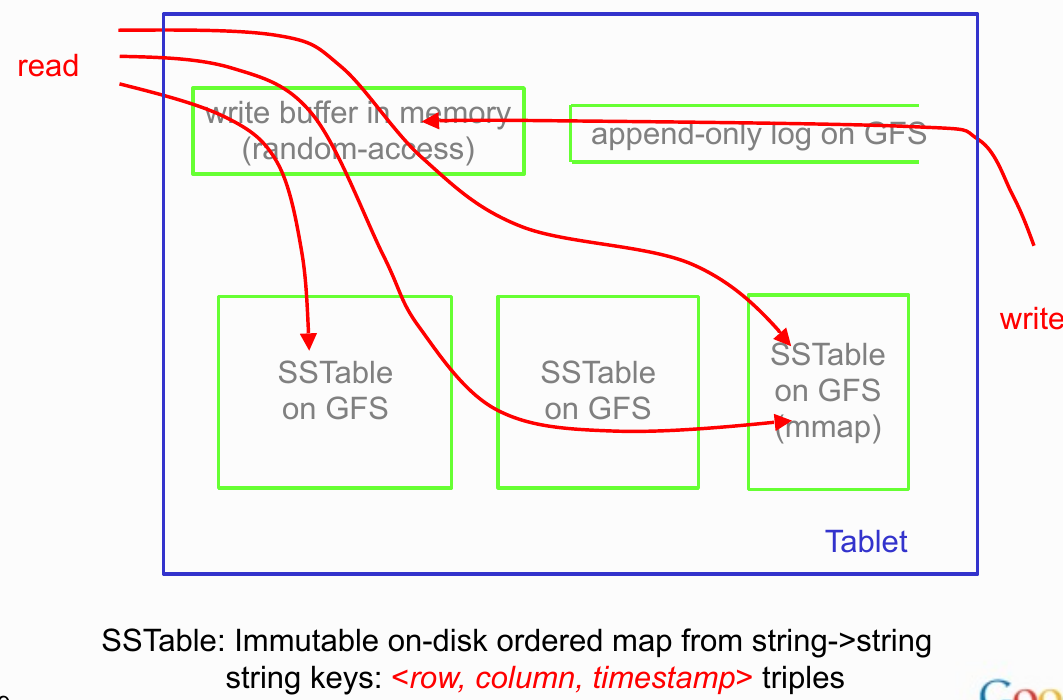 read
write buffer in memory
(random-access)
append-only log on GFS
write
SSTable
on GFS
SSTable
on GFS
SSTable
on GFS
(mmap)
Tablet
SSTable: Immutable on-disk ordered map from string->string
string keys: <row, column, timestamp> triples